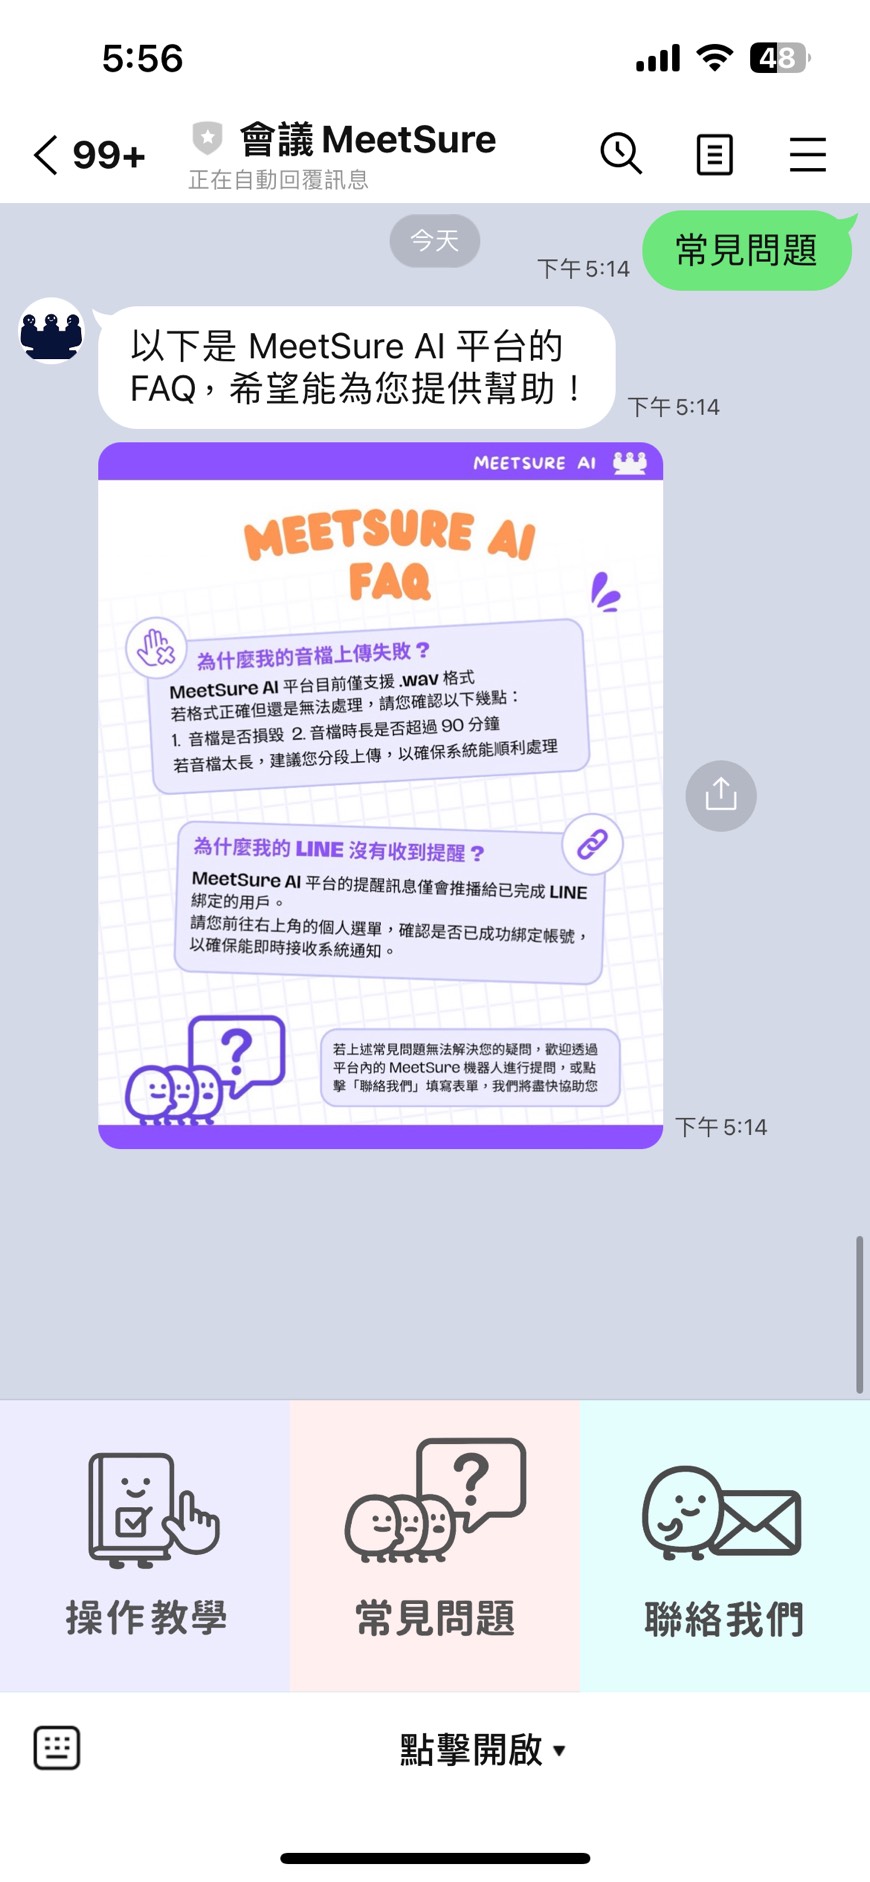 5:56
48
99+
會議 MeetSure
正在自動回覆訊息
今天
常見問題
下午 5:14
以下是 MeetSure AI 平台的
FAQ，希望能為您提供幫助！
下午 5:14
MEETSURE AI
MEETSURE AI
FAQ
為什麼我的音檔上傳失敗？
MeetSure AI 平台目前僅支援 .wav 格式
若格式正確但還是無法處理，請您確認以下幾點：
1. 音檔是否損毀 2. 音檔時長是否超過 90 分鐘
若音檔太長，建議您分段上傳，以確保系統能順利處理
為什麼我的 LINE 沒有收到提醒？
MeetSure AI 平台的提醒訊息僅會推播給已完成 LINE
綁定的用戶。
請您前往右上角的個人選單，確認是否已成功綁定帳號，
以確保能即時接收系統通知。
?
若上述常見問題無法解決您的疑問，歡迎透過
平台內的 MeetSure 機器人進行提問，或點
擊「聯絡我們」填寫表單，我們將盡快協助您
下午 5:14
?
操作教學
常見問題
聯絡我們
點擊開啟 ▾